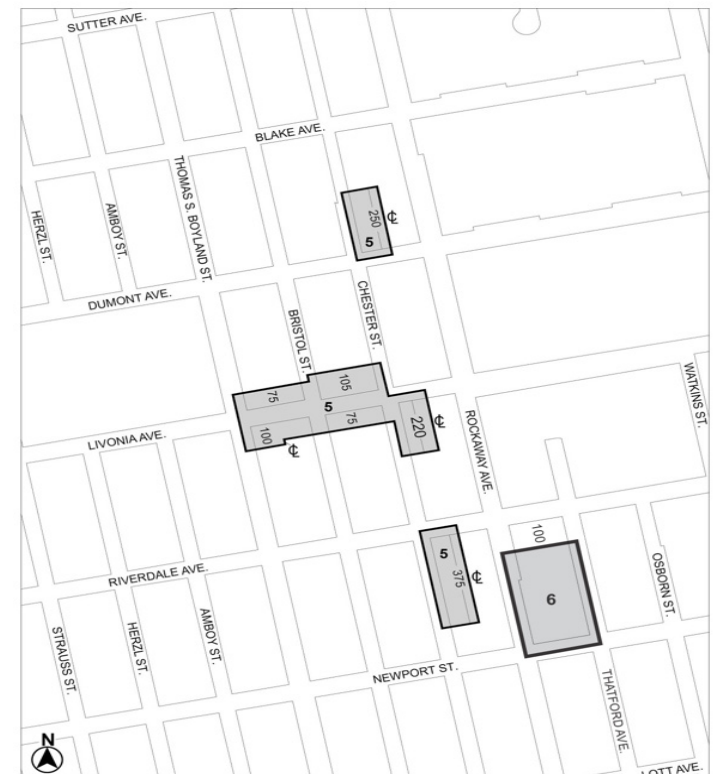 SUTTER AVE.
BLAKE AVE.
THOMAS S. BOYLAND ST.
HERZL ST.
AMBOY ST.
250
℄
5
DUMONT AVE.
BRISTOL ST.
CHESTER ST.
75
105
5
WATKINS ST.
LIVONIA AVE.
100
℄
75
220
℄
ROCKAWAY AVE.
100
5
375
℄
6
OSBORN ST.
RIVERDALE AVE.
STRAUSS ST.
HERZL ST.
AMBOY ST.
NEWPORT ST.
THATFORD AVE.
N
LOTT AVE.